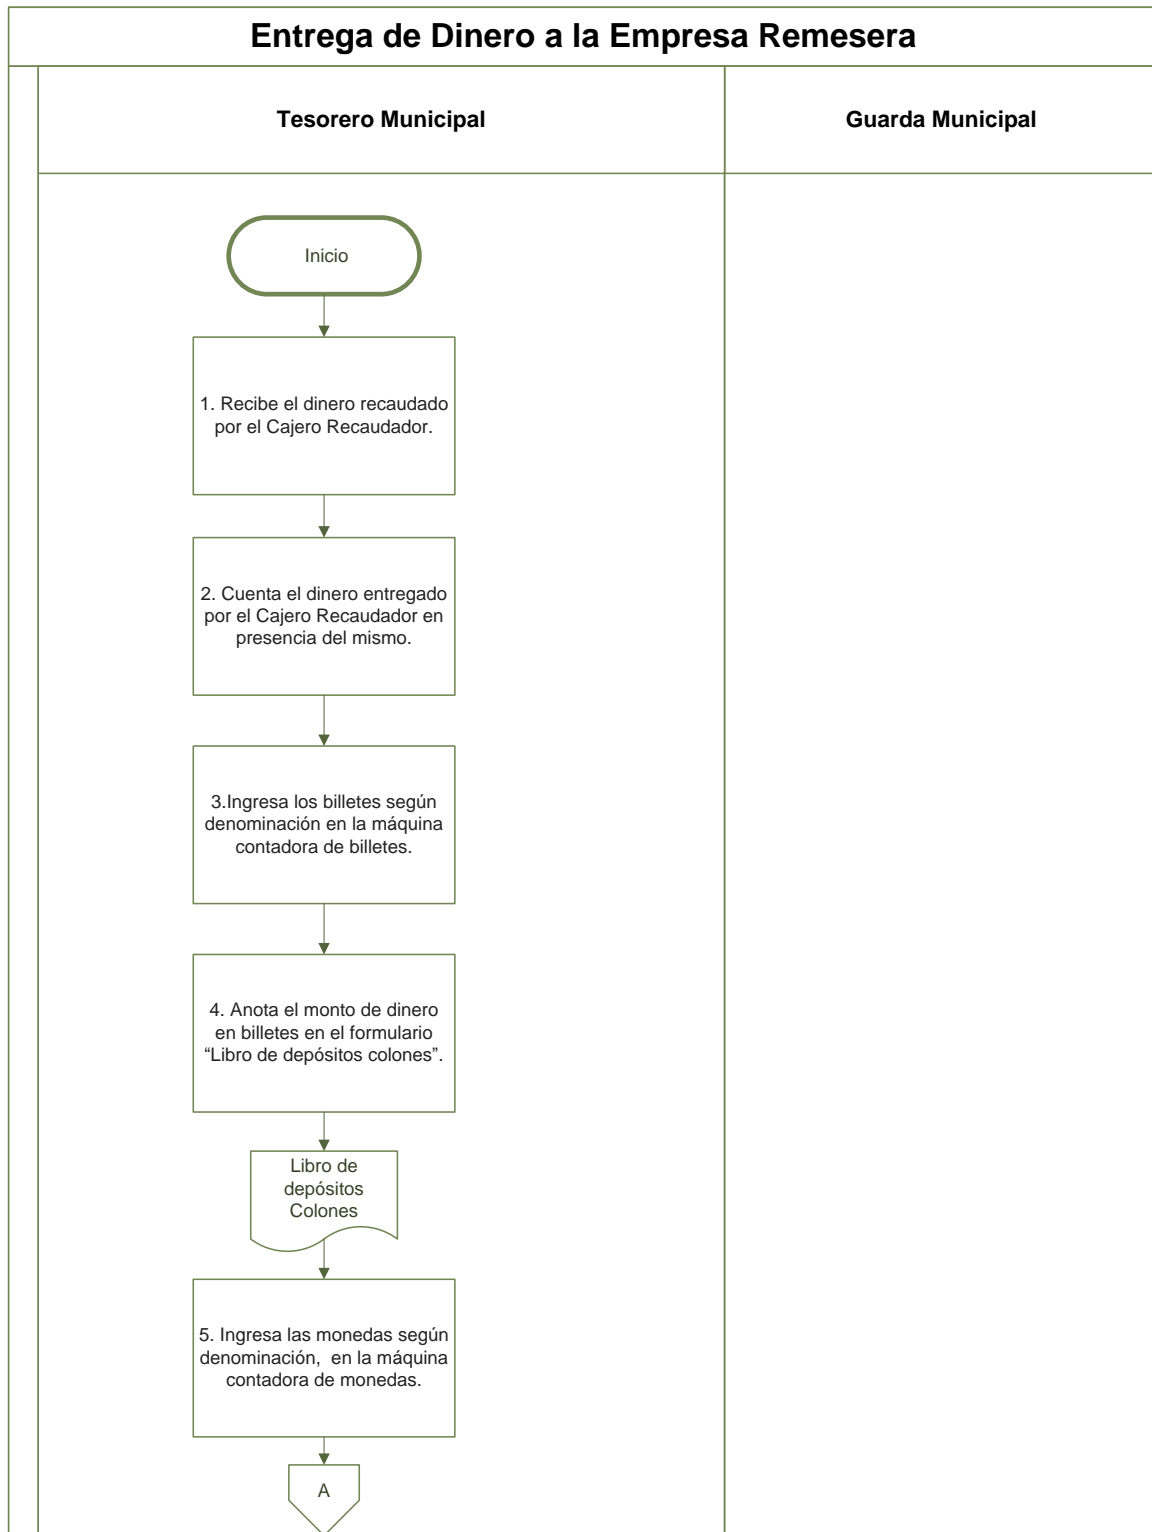 Entrega de Dinero a la Empresa Remesera
Tesorero Municipal
Guarda Municipal
Inicio
1. Recibe el dinero recaudado
por el Cajero Recaudador.
2. Cuenta el dinero entregado
por el Cajero Recaudador en
presencia del mismo.
3.Ingresa los billetes según
denominación en la máquina
contadora de billetes.
4. Anota el monto de dinero
en billetes en el formulario
“Libro de depósitos colones”.
Libro de
depósitos
Colones
5. Ingresa las monedas según
denominación, en la máquina
contadora de monedas.
A